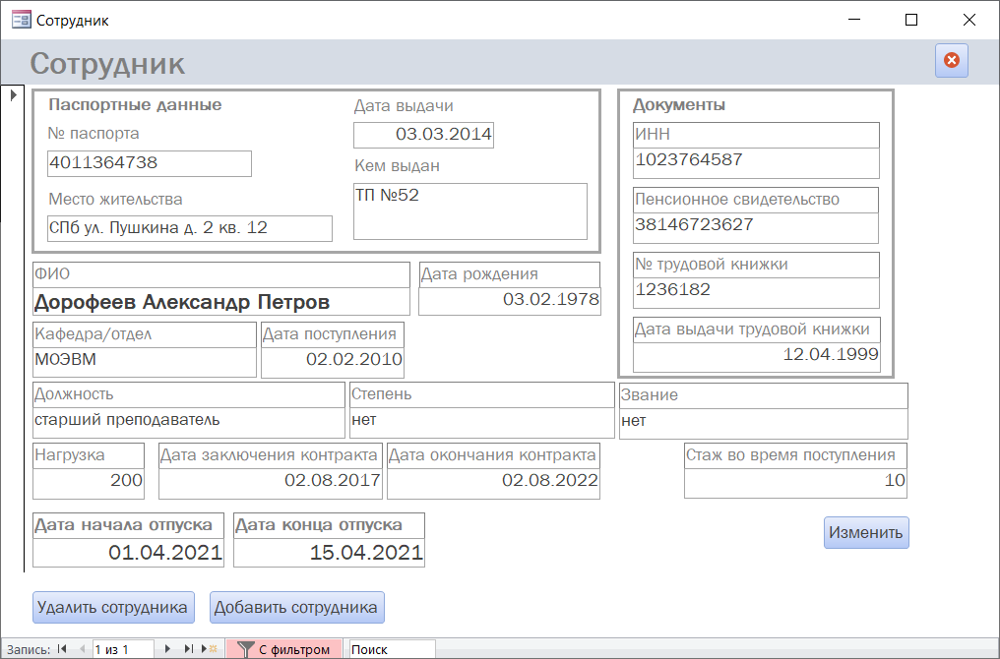 Сотрудник
Сотрудник
Паспортные данные
№ паспорта
4011364738
Место жительства
СПб ул. Пушкина д. 2 кв. 12
Дата выдачи
03.03.2014
Кем выдан
ТП №52
Документы
ИНН
1023764587
Пенсионное свидетельство
38146723627
№ трудовой книжки
1236182
Дата выдачи трудовой книжки
12.04.1999
ФИО
Дорофеев Александр Петров
Дата рождения
03.02.1978
Кафедра/отдел
МОЭВМ
Дата поступления
02.02.2010
Должность
старший преподаватель
Степень
нет
Звание
нет
Нагрузка
200
Дата заключения контракта
02.08.2017
Дата окончания контракта
02.08.2022
Стаж во время поступления
10
Дата начала отпуска
01.04.2021
Дата конца отпуска
15.04.2021
Изменить
Удалить сотрудника
Добавить сотрудника
Запись: 1 из 1 С фильтром Поиск